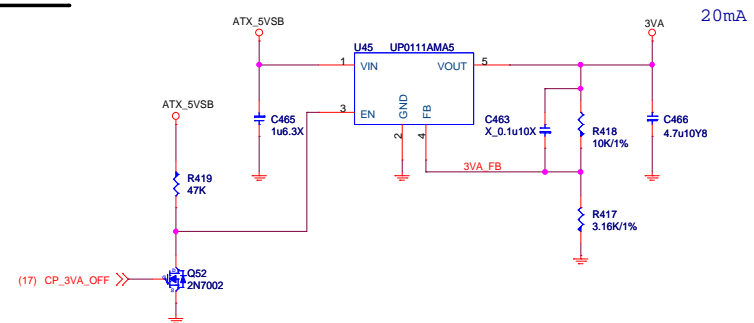 20mA
ATX_5VSB
3VA
U45 UP0111AMA5
1 VIN VOUT 5
3 EN GND FB
2 4
C465
1u6.3X
C463
X_0.1u10X
R418
10K/1%
C466
4.7u10Y8
ATX_5VSB
3VA_FB
R419
47K
R417
3.16K/1%
(17) CP_3VA_OFF
Q52
2N7002